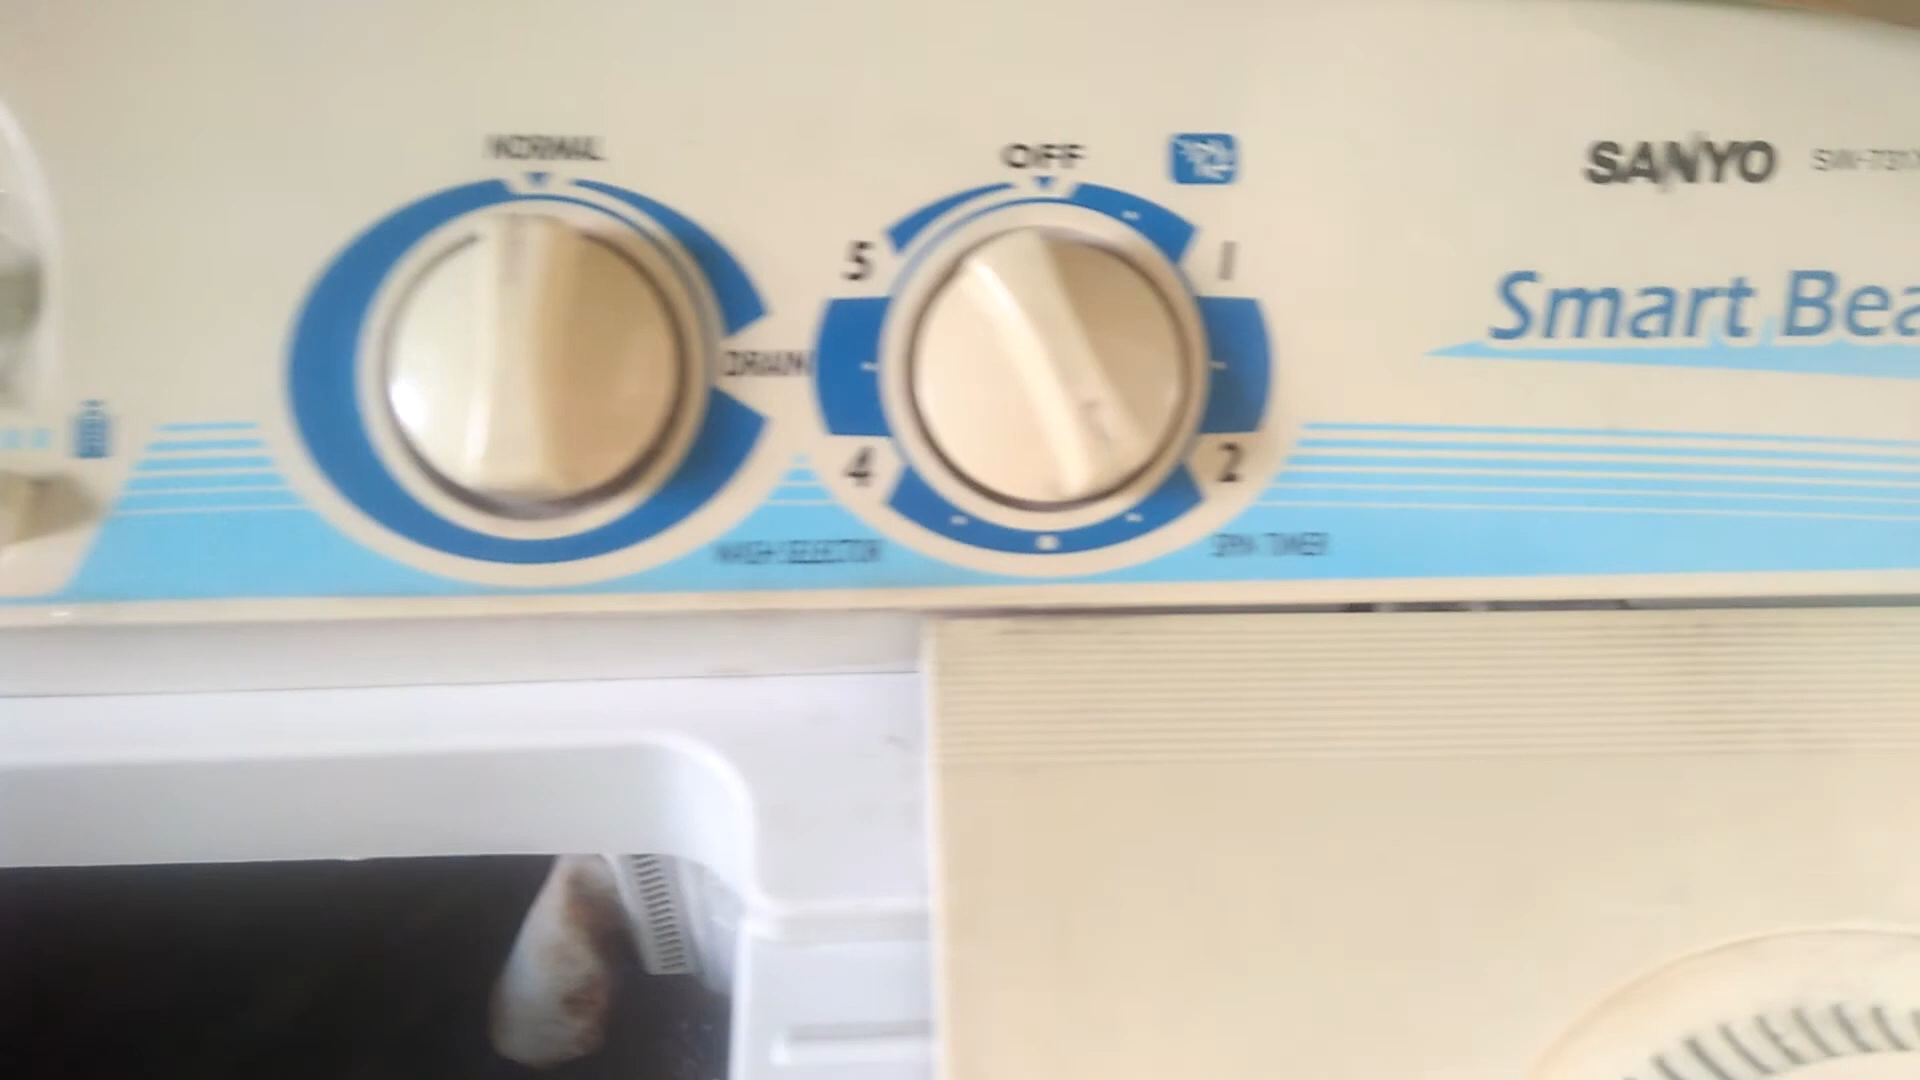 NORMAL
OFF
SANYO
5
1
Smart Bea
DRAIN
4
2
WASH SELECTOR
SPIN TIMER